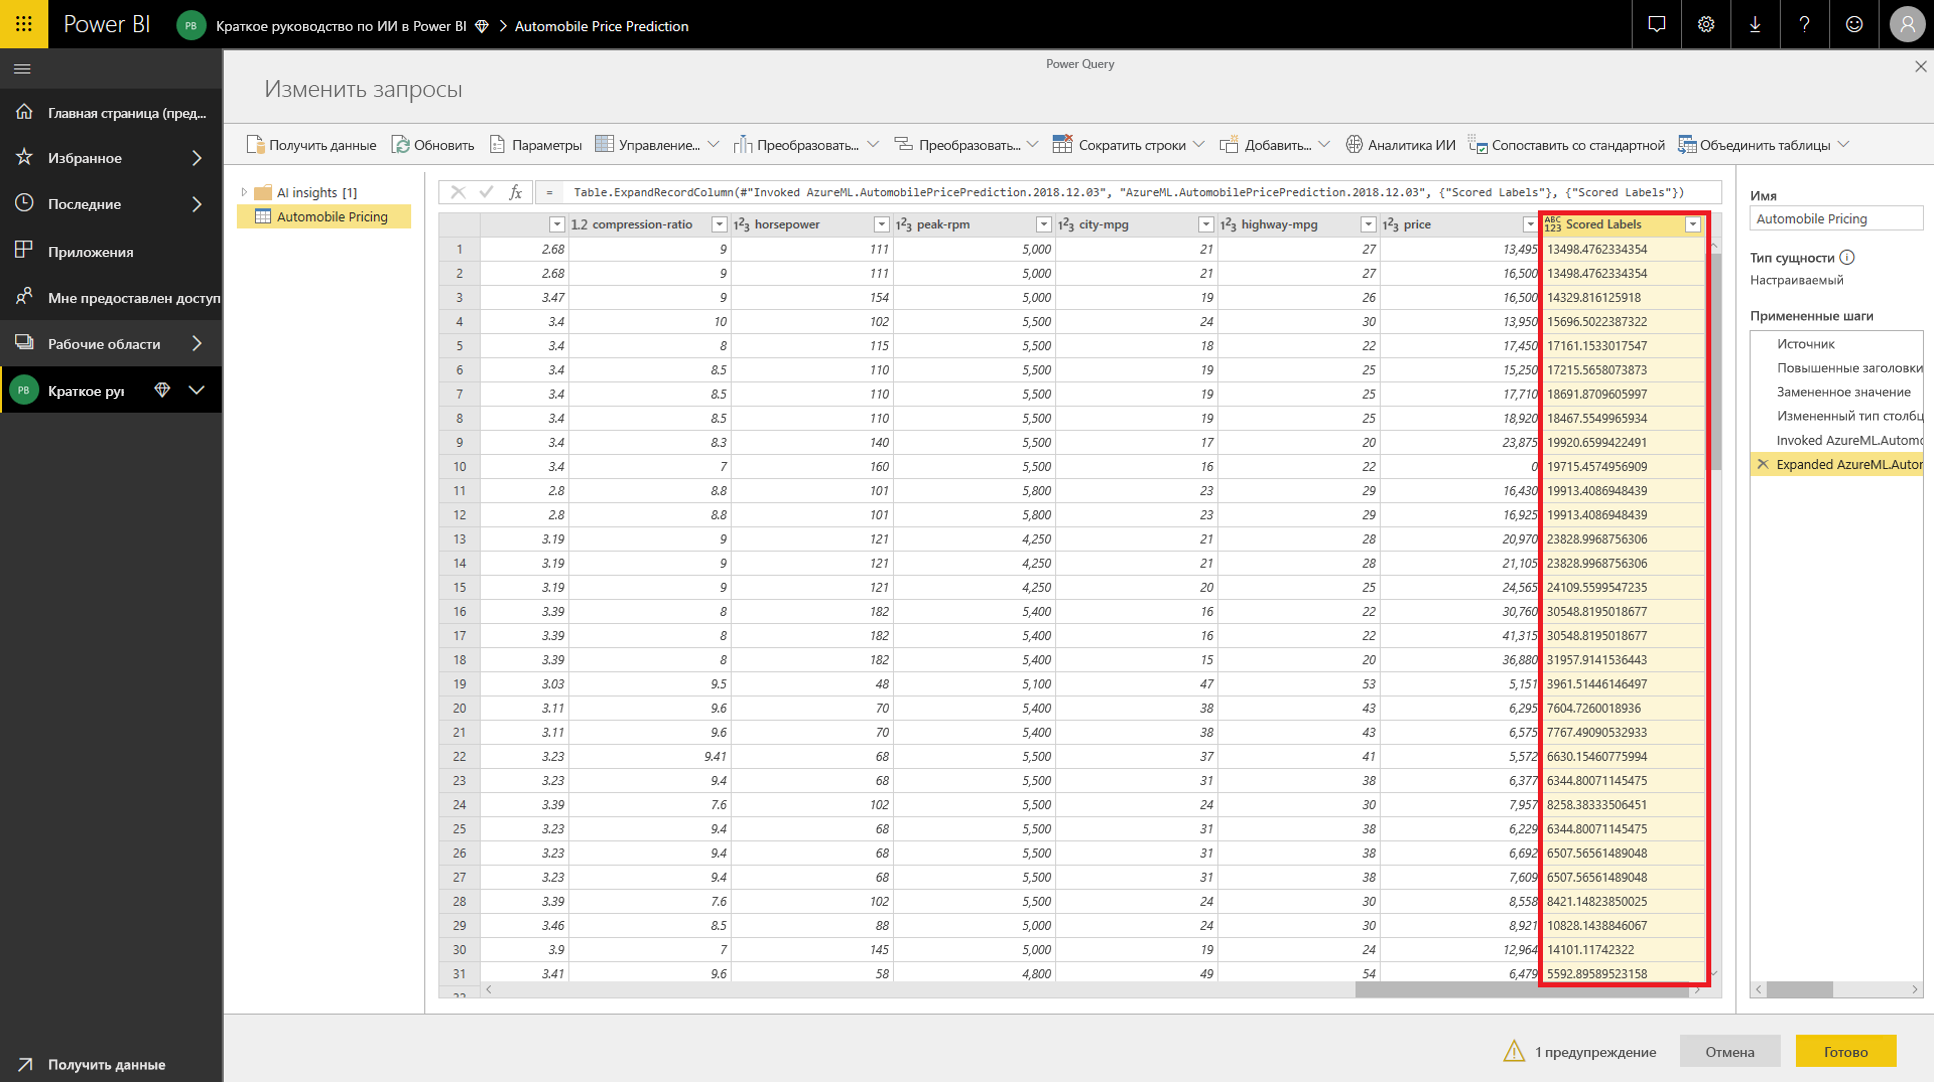 Power BI PB Краткое руководство по ИИ в Power BI > Automobile Price Prediction
Power Query
Изменить запросы
Главная страница (пред...
Избранное
Последние
Приложения
Мне предоставлен доступ
Рабочие области
PB Краткое руг
Получить данные
Получить данные Обновить Параметры Управление... Преобразовать... Преобразовать... Сократить строки Добавить... Аналитика ИИ Сопоставить со стандартной Объединить таблицы
AI insights [1]
Automobile Pricing
fx = Table.ExpandRecordColumn(#"Invoked AzureML.AutomobilePricePrediction.2018.12.03", "AzureML.AutomobilePricePrediction.2018.12.03", {"Scored Labels"}, {"Scored Labels"})
1.2 compression-ratio 123 horsepower 123 peak-rpm 123 city-mpg 123 highway-mpg 123 price ABC 123 Scored Labels
1 2.68 9 111 5,000 21 27 13,495 13498.4762334354
2 2.68 9 111 5,000 21 27 16,500 13498.4762334354
3 3.47 9 154 5,000 19 26 16,500 14329.816125918
4 3.4 10 102 5,500 24 30 13,950 15696.5022387322
5 3.4 8 115 5,500 18 22 17,450 17161.1533017547
6 3.4 8.5 110 5,500 19 25 15,250 17215.5658073873
7 3.4 8.5 110 5,500 19 25 17,710 18691.8709605997
8 3.4 8.5 110 5,500 19 25 18,920 18467.5549965934
9 3.4 8.3 140 5,500 17 20 23,875 19920.6599422491
10 3.4 7 160 5,500 16 22 0 19715.4574956909
11 2.8 8.8 101 5,800 23 29 16,430 19913.4086948439
12 2.8 8.8 101 5,800 23 29 16,925 19913.4086948439
13 3.19 9 121 4,250 21 28 20,970 23828.9968756306
14 3.19 9 121 4,250 21 28 21,105 23828.9968756306
15 3.19 9 121 4,250 20 25 24,565 24109.5599547235
16 3.39 8 182 5,400 16 22 30,760 30548.8195018677
17 3.39 8 182 5,400 16 22 41,315 30548.8195018677
18 3.39 8 182 5,400 15 20 36,880 31957.9141536443
19 3.03 9.5 48 5,100 47 53 5,151 3961.51446146497
20 3.11 9.6 70 5,400 38 43 6,295 7604.7260018936
21 3.11 9.6 70 5,400 38 43 6,575 7767.49090532933
22 3.23 9.41 68 5,500 37 41 5,572 6630.15460775994
23 3.23 9.4 68 5,500 31 38 6,377 6344.80071145475
24 3.39 7.6 102 5,500 24 30 7,957 8258.38333506451
25 3.23 9.4 68 5,500 31 38 6,229 6344.80071145475
26 3.23 9.4 68 5,500 31 38 6,692 6507.56561489048
27 3.23 9.4 68 5,500 31 38 7,609 6507.56561489048
28 3.39 7.6 102 5,500 24 30 8,558 8421.14823850025
29 3.46 8.5 88 5,000 24 30 8,921 10828.1438846067
30 3.9 7 145 5,000 19 24 12,964 14101.11742322
31 3.41 9.6 58 4,800 49 54 6,479 5592.89589523158
Имя
Automobile Pricing
Тип сущности
Настраиваемый
Примененные шаги
Источник
Повышенные заголовки
Замененное значение
Измененный тип столбц
Invoked AzureML.Automo
Expanded AzureML.Autor
1 предупреждение Отмена Готово